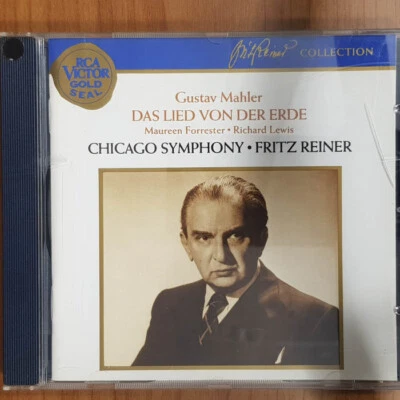 RCA
VICTOR
GOLD
SEAL
Fritz Reiner COLLECTION
Gustav Mahler
DAS LIED VON DER ERDE
Maureen Forrester • Richard Lewis
CHICAGO SYMPHONY • FRITZ REINER